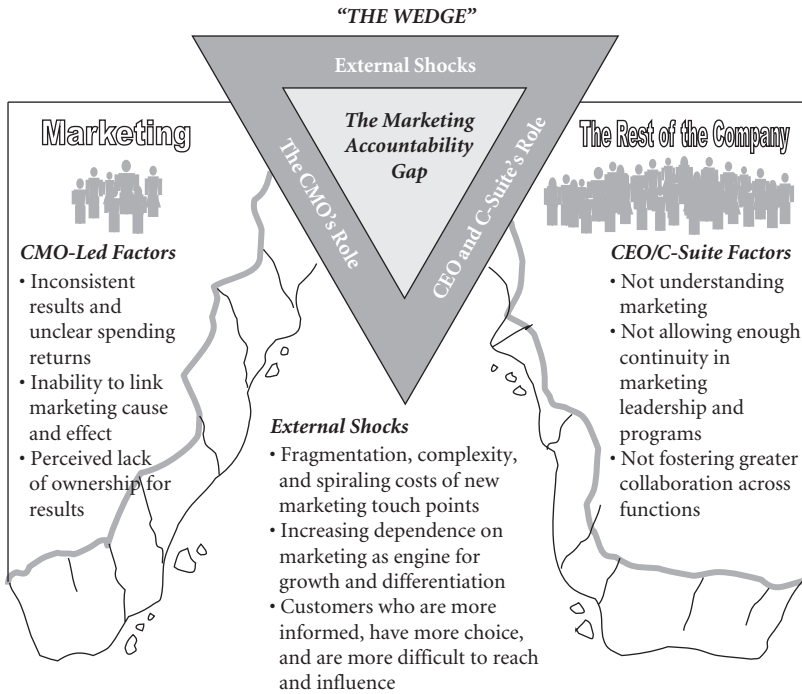 “THE WEDGE”
External Shocks
The Marketing
Accountability
Gap
The CMO’s Role
CEO and C-Suite’s Role
Marketing
CMO-Led Factors
• Inconsistent
results and
unclear spending
returns
• Inability to link
marketing cause
and effect
• Perceived lack
of ownership for
results
The Rest of the Company
CEO/C-Suite Factors
• Not understanding
marketing
• Not allowing enough
continuity in
marketing
leadership and
programs
• Not fostering greater
collaboration across
functions
External Shocks
• Fragmentation, complexity,
and spiraling costs of new
marketing touch points
• Increasing dependence on
marketing as engine for
growth and differentiation
• Customers who are more
informed, have more choice,
and are more difficult to reach
and influence